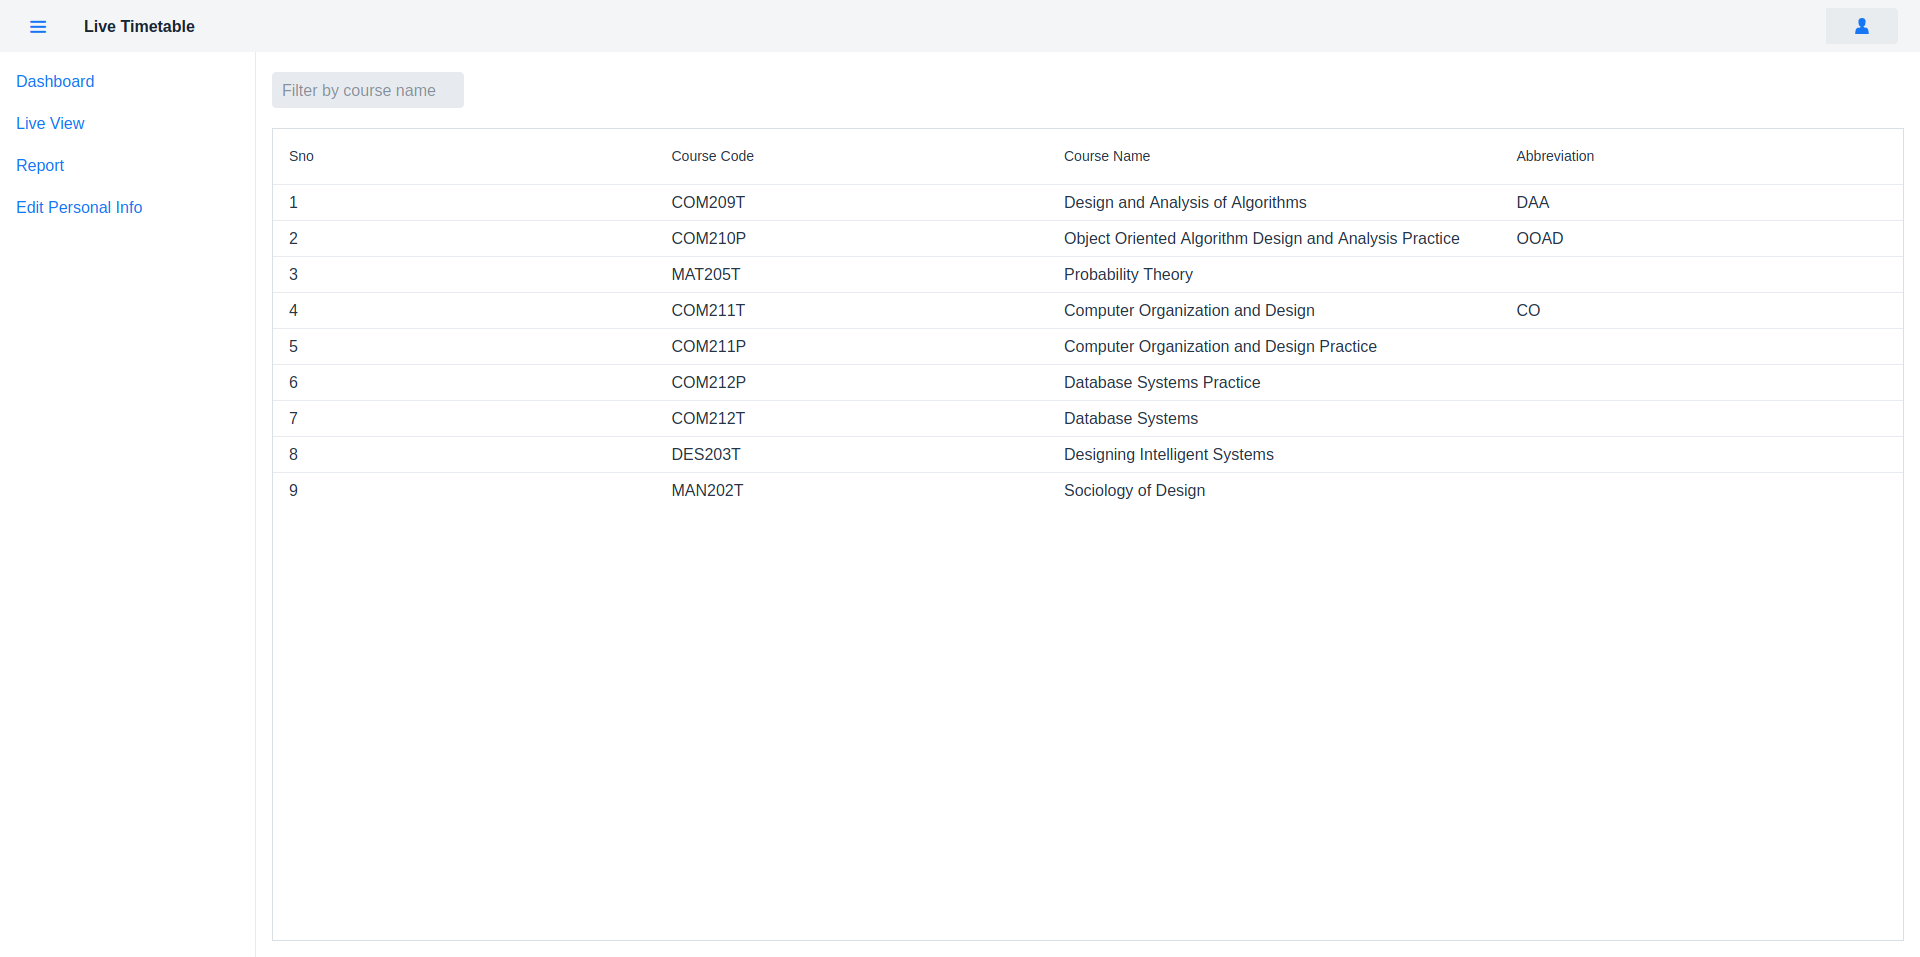 Live Timetable
Dashboard
Live View
Report
Edit Personal Info
Filter by course name
Sno Course Code Course Name Abbreviation
1 COM209T Design and Analysis of Algorithms DAA
2 COM210P Object Oriented Algorithm Design and Analysis Practice OOAD
3 MAT205T Probability Theory
4 COM211T Computer Organization and Design CO
5 COM211P Computer Organization and Design Practice
6 COM212P Database Systems Practice
7 COM212T Database Systems
8 DES203T Designing Intelligent Systems
9 MAN202T Sociology of Design